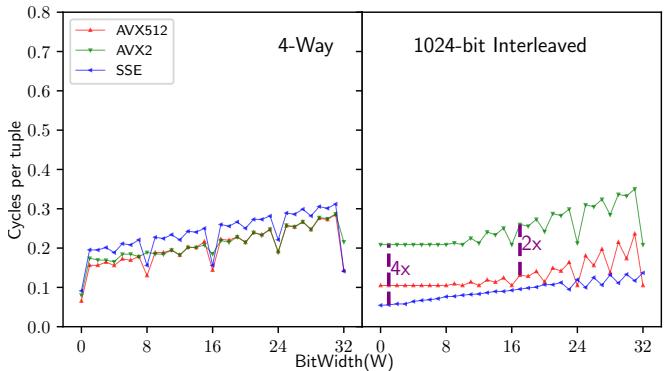 0.8
0.7
0.6
0.5
0.4
0.3
0.2
0.1
0.0
Cycles per tuple
AVX512
AVX2
SSE
4-Way
1024-bit Interleaved
4x
2x
0 8 16 24 32 0 8 16 24 32
BitWidth(W)